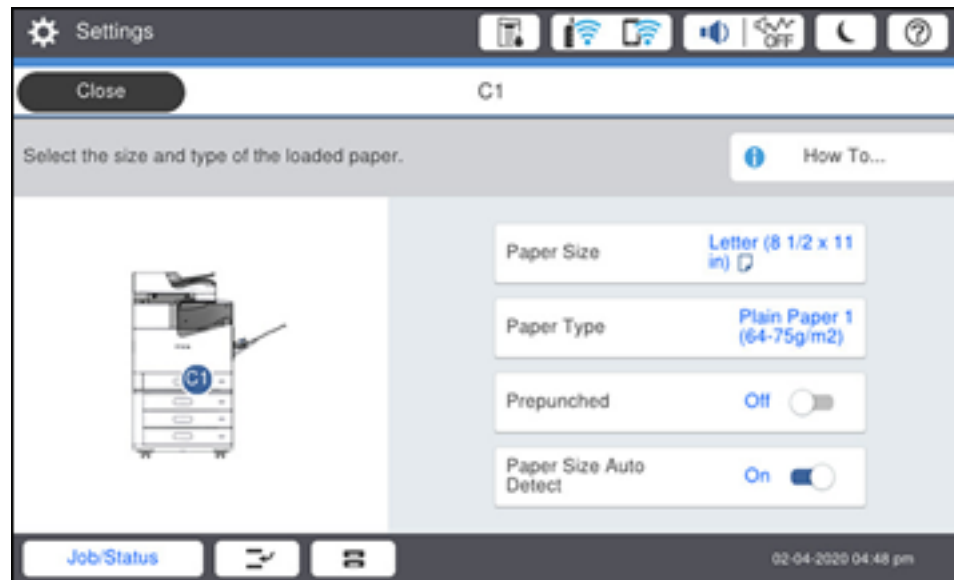 Settings
OFF
Close
C1
Select the size and type of the loaded paper.
How To...
Paper Size
Letter (8 1/2 x 11
in)
Paper Type
Plain Paper 1
(64-75g/m2)
C1
Prepunched
Off
Paper Size Auto
Detect
On
Job/Status
02-04-2020 04:48 pm